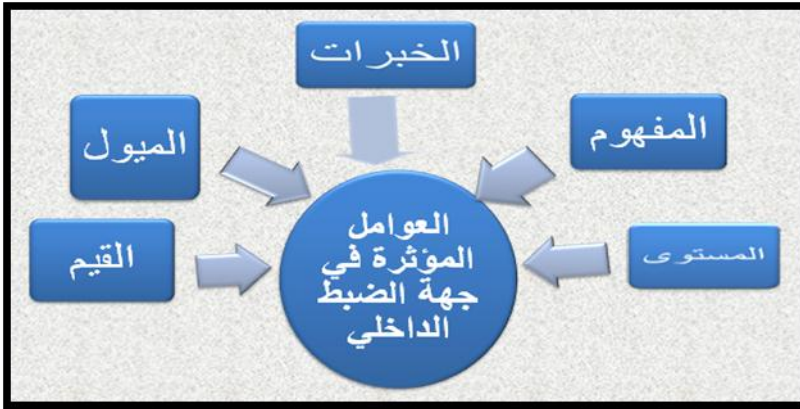 الخبرات
المفهوم
الميول
المستوى
القيم
العوامل
المؤثرة في
جهة الضبط
الداخلي